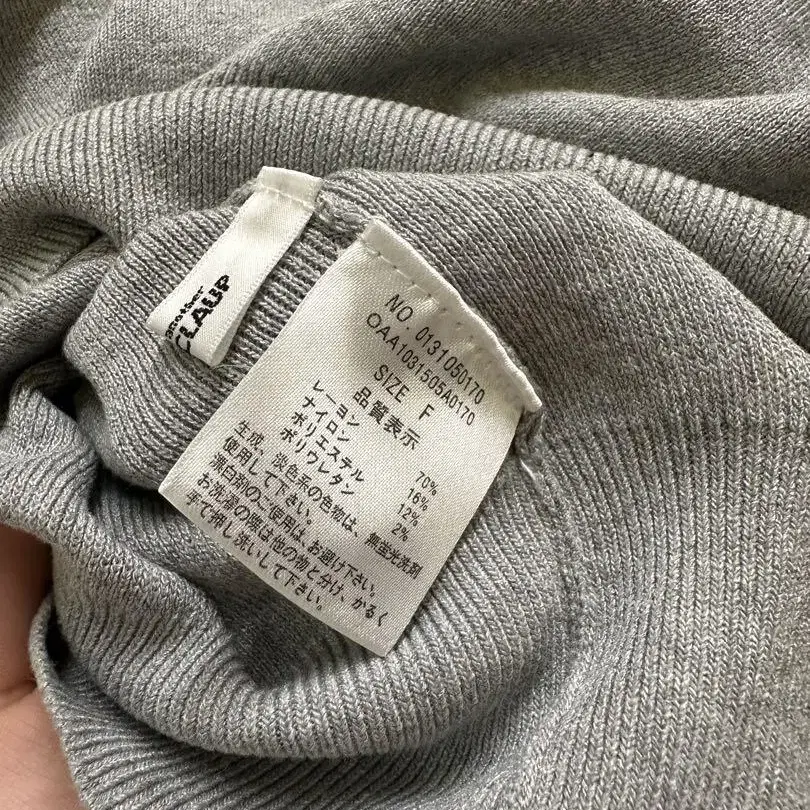 another
CLAUP
NO. 0131050170
OAA1031505A0170
SIZE F
品質表示
レーヨン 70%
ナイロン 16%
ポリエステル 12%
ポリウレタン 2%
生成、淡色系の色物は、無蛍光洗剤
使用して下さい。
漂白剤のご使用は、お避け下さい。
お洗濯の際は他の物と分け、かるく
手で押し洗いして下さい。